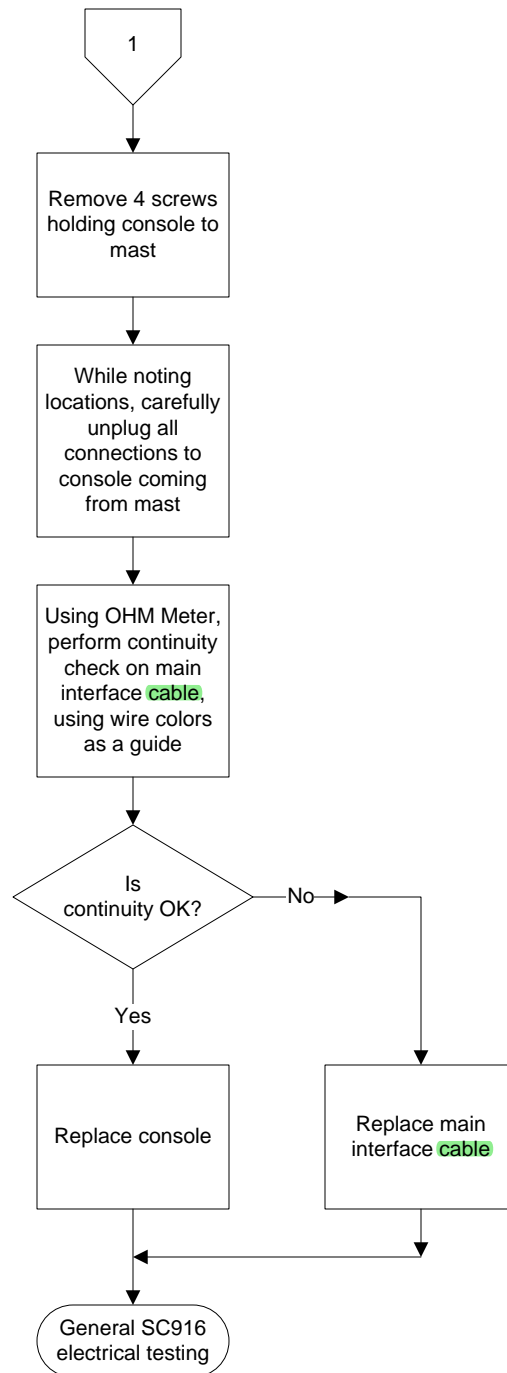 1
Remove 4 screws
holding console to
mast
While noting
locations, carefully
unplug all
connections to
console coming
from mast
Using OHM Meter,
perform continuity
check on main
interface cable,
using wire colors
as a guide
Is
continuity OK?
No
Yes
Replace console
Replace main
interface cable
General SC916
electrical testing